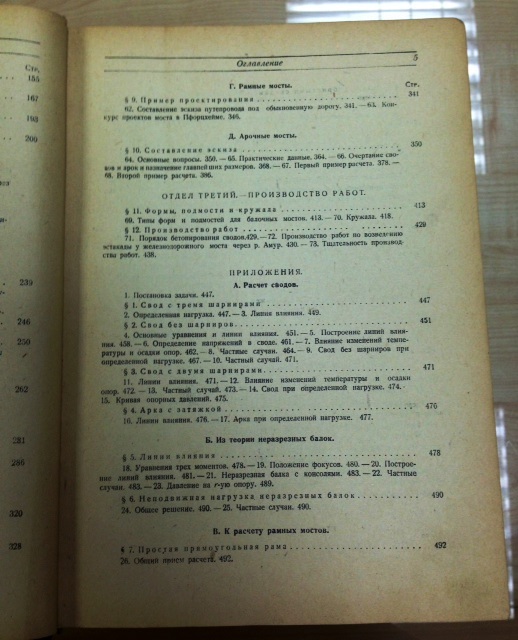 Стр.
155
167
193
200
239
246
250
262
281
286
320
328
Оглавление 5
Г. Рамные мосты. Стр.
§ 9. Пример проектирования 341
62. Составление эскиза путепровода под обыкновенную дорогу. 341. — 63. Кон-
курс проектов моста в Пфорцгейме. 346.
Д. Арочные мосты.
§ 10. Составление эскиза 350
64. Основные вопросы. 350. — 65. Практические данные. 364. — 66. Очертание сво-
дов и арок и назначение главнейших размеров. 368. — 67. Первый пример расчета. 378. —
68. Второй пример расчета. 386.
ОТДЕЛ ТРЕТИЙ. — ПРОИЗВОДСТВО РАБОТ.
§ 11. Формы, подмости и кружала 413
69. Типы форм и подмостей для балочных мостов. 413. — 70. Кружала. 418.
§ 12. Производство работ 429
71. Порядок бетонирования сводов. 429. — 72. Производство работ по возведению
эстакады у железнодорожного моста через р. Амур. 430. — 73. Тщательность производ-
ства работ. 438.
ПРИЛОЖЕНИЯ.
А. Расчет сводов.
1. Постановка задачи. 447.
§ 1. Свод с тремя шарнирами 447
2. Определенная нагрузка. 447. — 3. Линии влияния. 449.
§ 2. Свод без шарниров 451
4. Основные уравнения и линии влияния. 451. — 5. Построение линий влия-
ния. 458. — 6. Определение напряжений в своде. 461. — 7. Влияние изменений темпе-
ратуры и осадки опор. 462. — 8. Частные случаи. 464. — 9. Свод без шарниров при
определенной нагрузке. 467. — 10. Частный случай. 471.
§ 3. Свод с двумя шарнирами 471
11. Линии влияния. 471. — 12. Влияние изменений температуры и осадки
опор. 472. — 13. Частный случай. 473. — 14. Свод при определенной нагрузке. 474. —
15. Кривая опорных давлений. 475.
§ 4. Арка с затяжкой 476
16. Линии влияния. 476. — 17. Арка при определенной нагрузке. 477.
Б. Из теории неразрезных балок.
§ 5. Линии влияния 478
18. Уравнения трех моментов. 478. — 19. Положение фокусов. 480. — 20. Построе-
ние линий влияния. 481. — 21. Неразрезная балка с консолями. 483. — 22. Частные
случаи. 483. — 23. Давление на r-ую опору. 489.
§ 6. Неподвижная нагрузка неразрезных балок 490
24. Общее решение. 490. — 25. Частные случаи. 490.
В. К расчету рамных мостов.
§ 7. Простая прямоугольная рама 492
26. Общий прием расчета. 492.